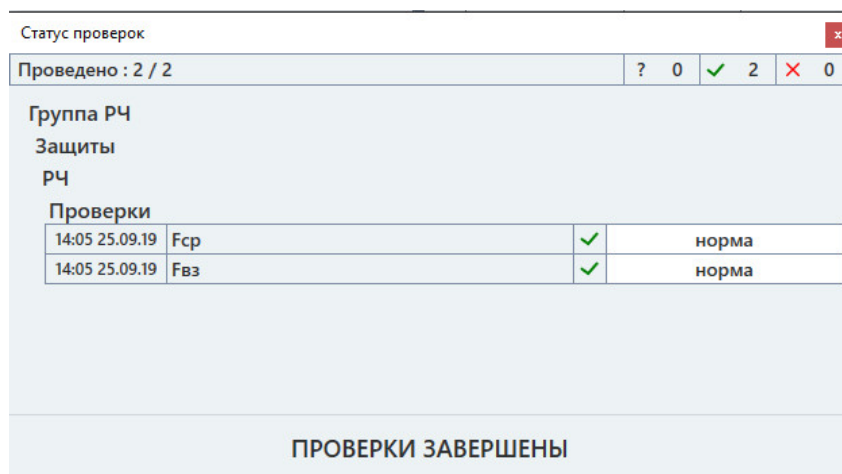 Статус проверок x
Проведено : 2 / 2 ? 0 ✓ 2 ✕ 0
Группа РЧ
Защиты
РЧ
Проверки
14:05 25.09.19 Fср ✓ норма
14:05 25.09.19 Fвз ✓ норма
ПРОВЕРКИ ЗАВЕРШЕНЫ